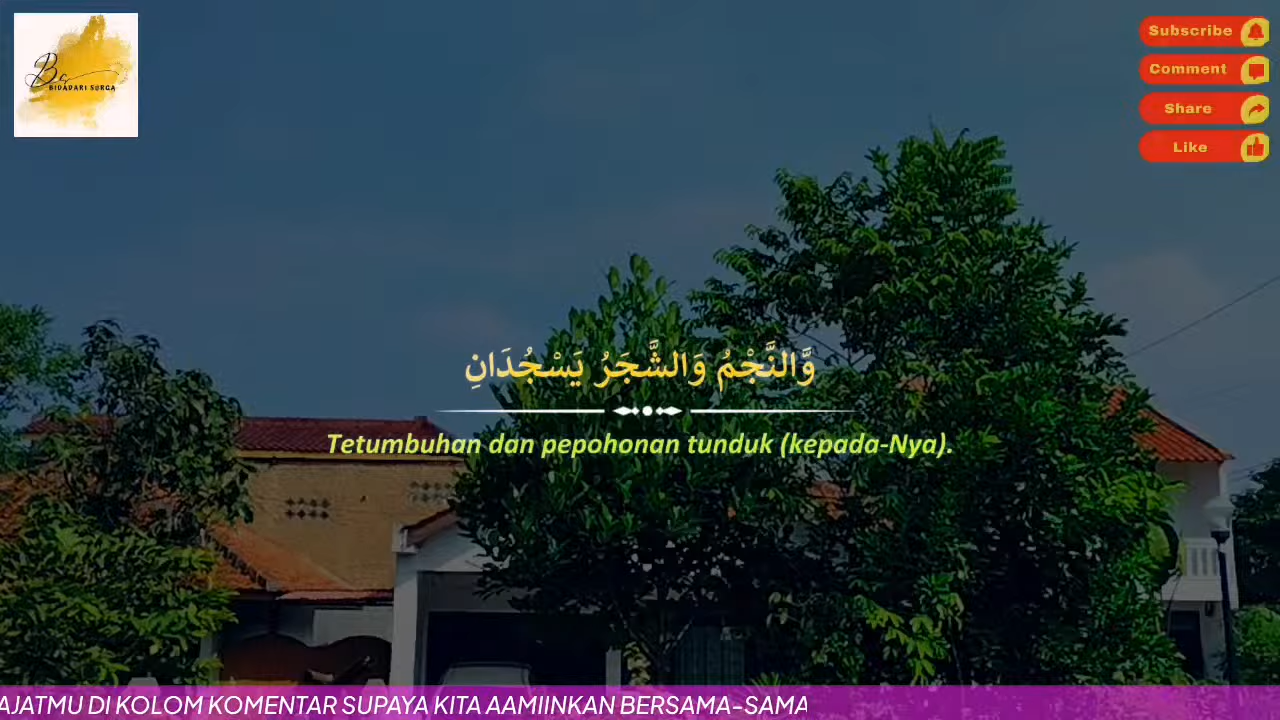 Bs
BIDADARI SURGA
Subscribe
Comment
Share
Like
وَّالنَّجْمُ وَالشَّجَرُ يَسْجُدَانِ
Tetumbuhan dan pepohonan tunduk (kepada-Nya).
AJATMU DI KOLOM KOMENTAR SUPAYA KITA AAMIINKAN BERSAMA-SAMA